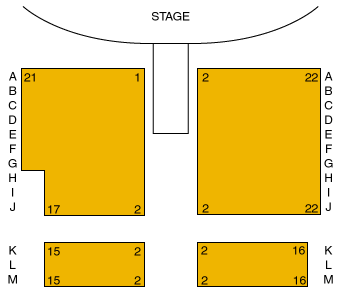 STAGE
A 21 1 2 22 A
B B
C C
D D
E E
F F
G G
H H
I I
J 17 2 2 22 J
K 15 2 2 16 K
L L
M 15 2 2 16 M